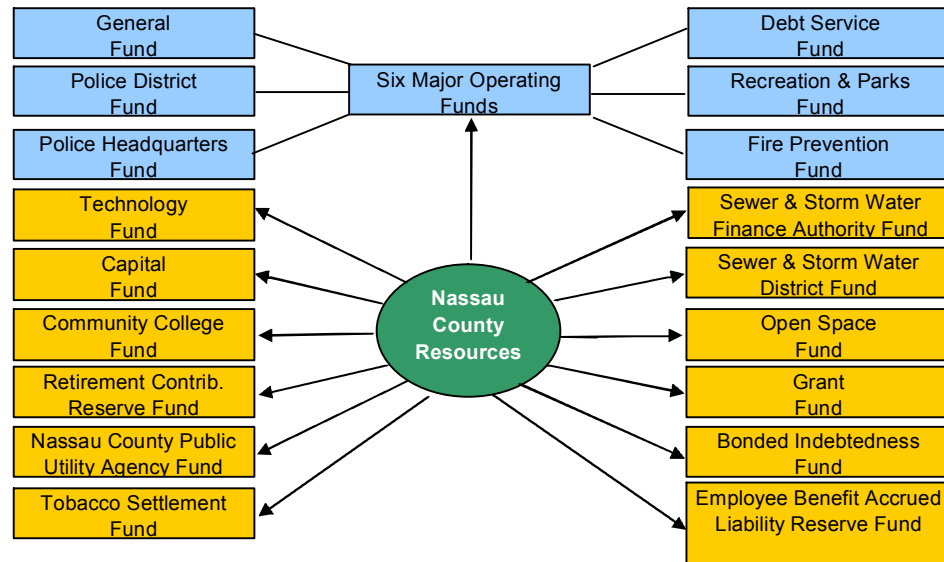 General
Fund
Police District
Fund
Police Headquarters
Fund
Six Major Operating
Funds
Debt Service
Fund
Recreation & Parks
Fund
Fire Prevention
Fund
Technology
Fund
Capital
Fund
Community College
Fund
Retirement Contrib.
Reserve Fund
Nassau County Public
Utility Agency Fund
Tobacco Settlement
Fund
Nassau
County
Resources
Sewer & Storm Water
Finance Authority Fund
Sewer & Storm Water
District Fund
Open Space
Fund
Grant
Fund
Bonded Indebtedness
Fund
Employee Benefit Accrued
Liability Reserve Fund